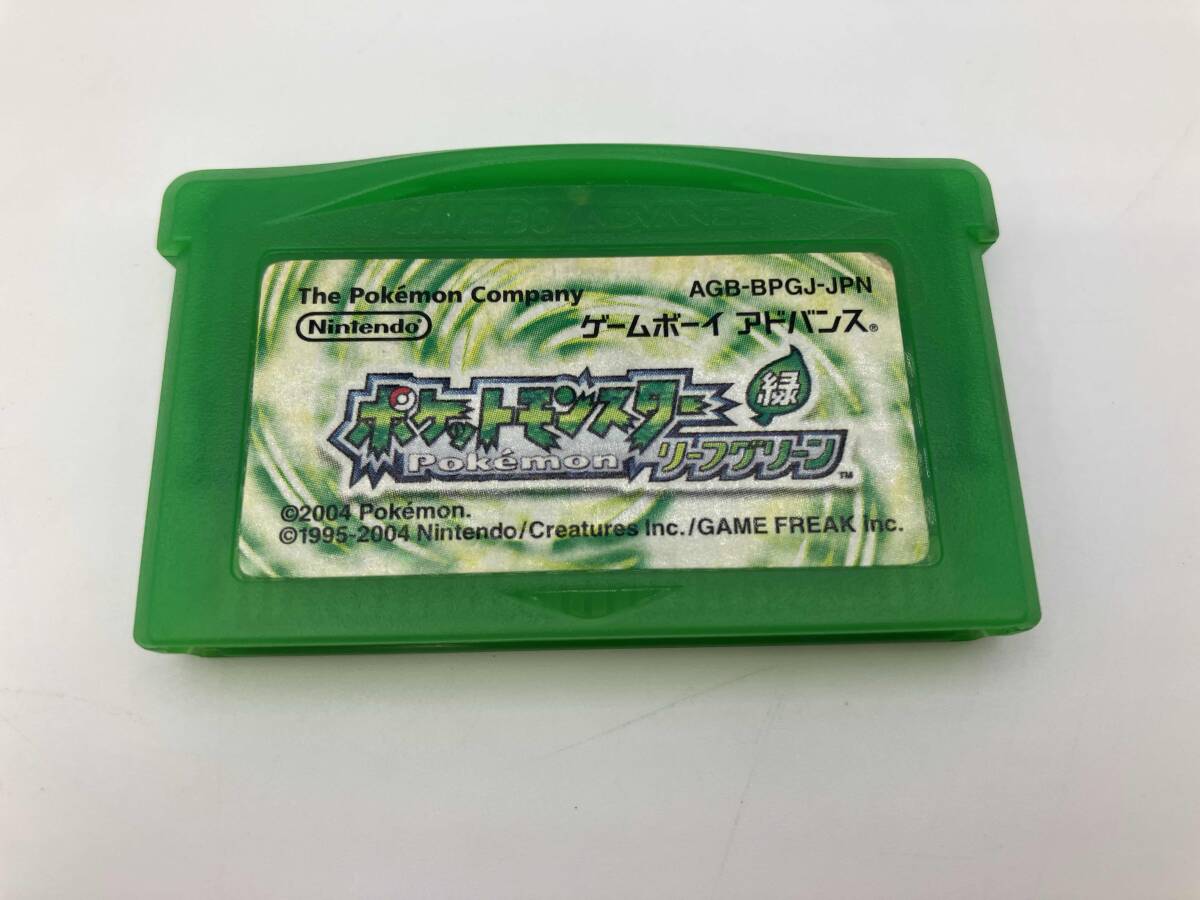 GAME BOY ADVANCE
The Pokémon Company
AGB-BPGJ-JPN
Nintendo
ゲームボーイ アドバンス®
ポケットモンスター
緑
Pokémon
リーフグリーン™
©2004 Pokémon.
©1995-2004 Nintendo/Creatures Inc./GAME FREAK inc.